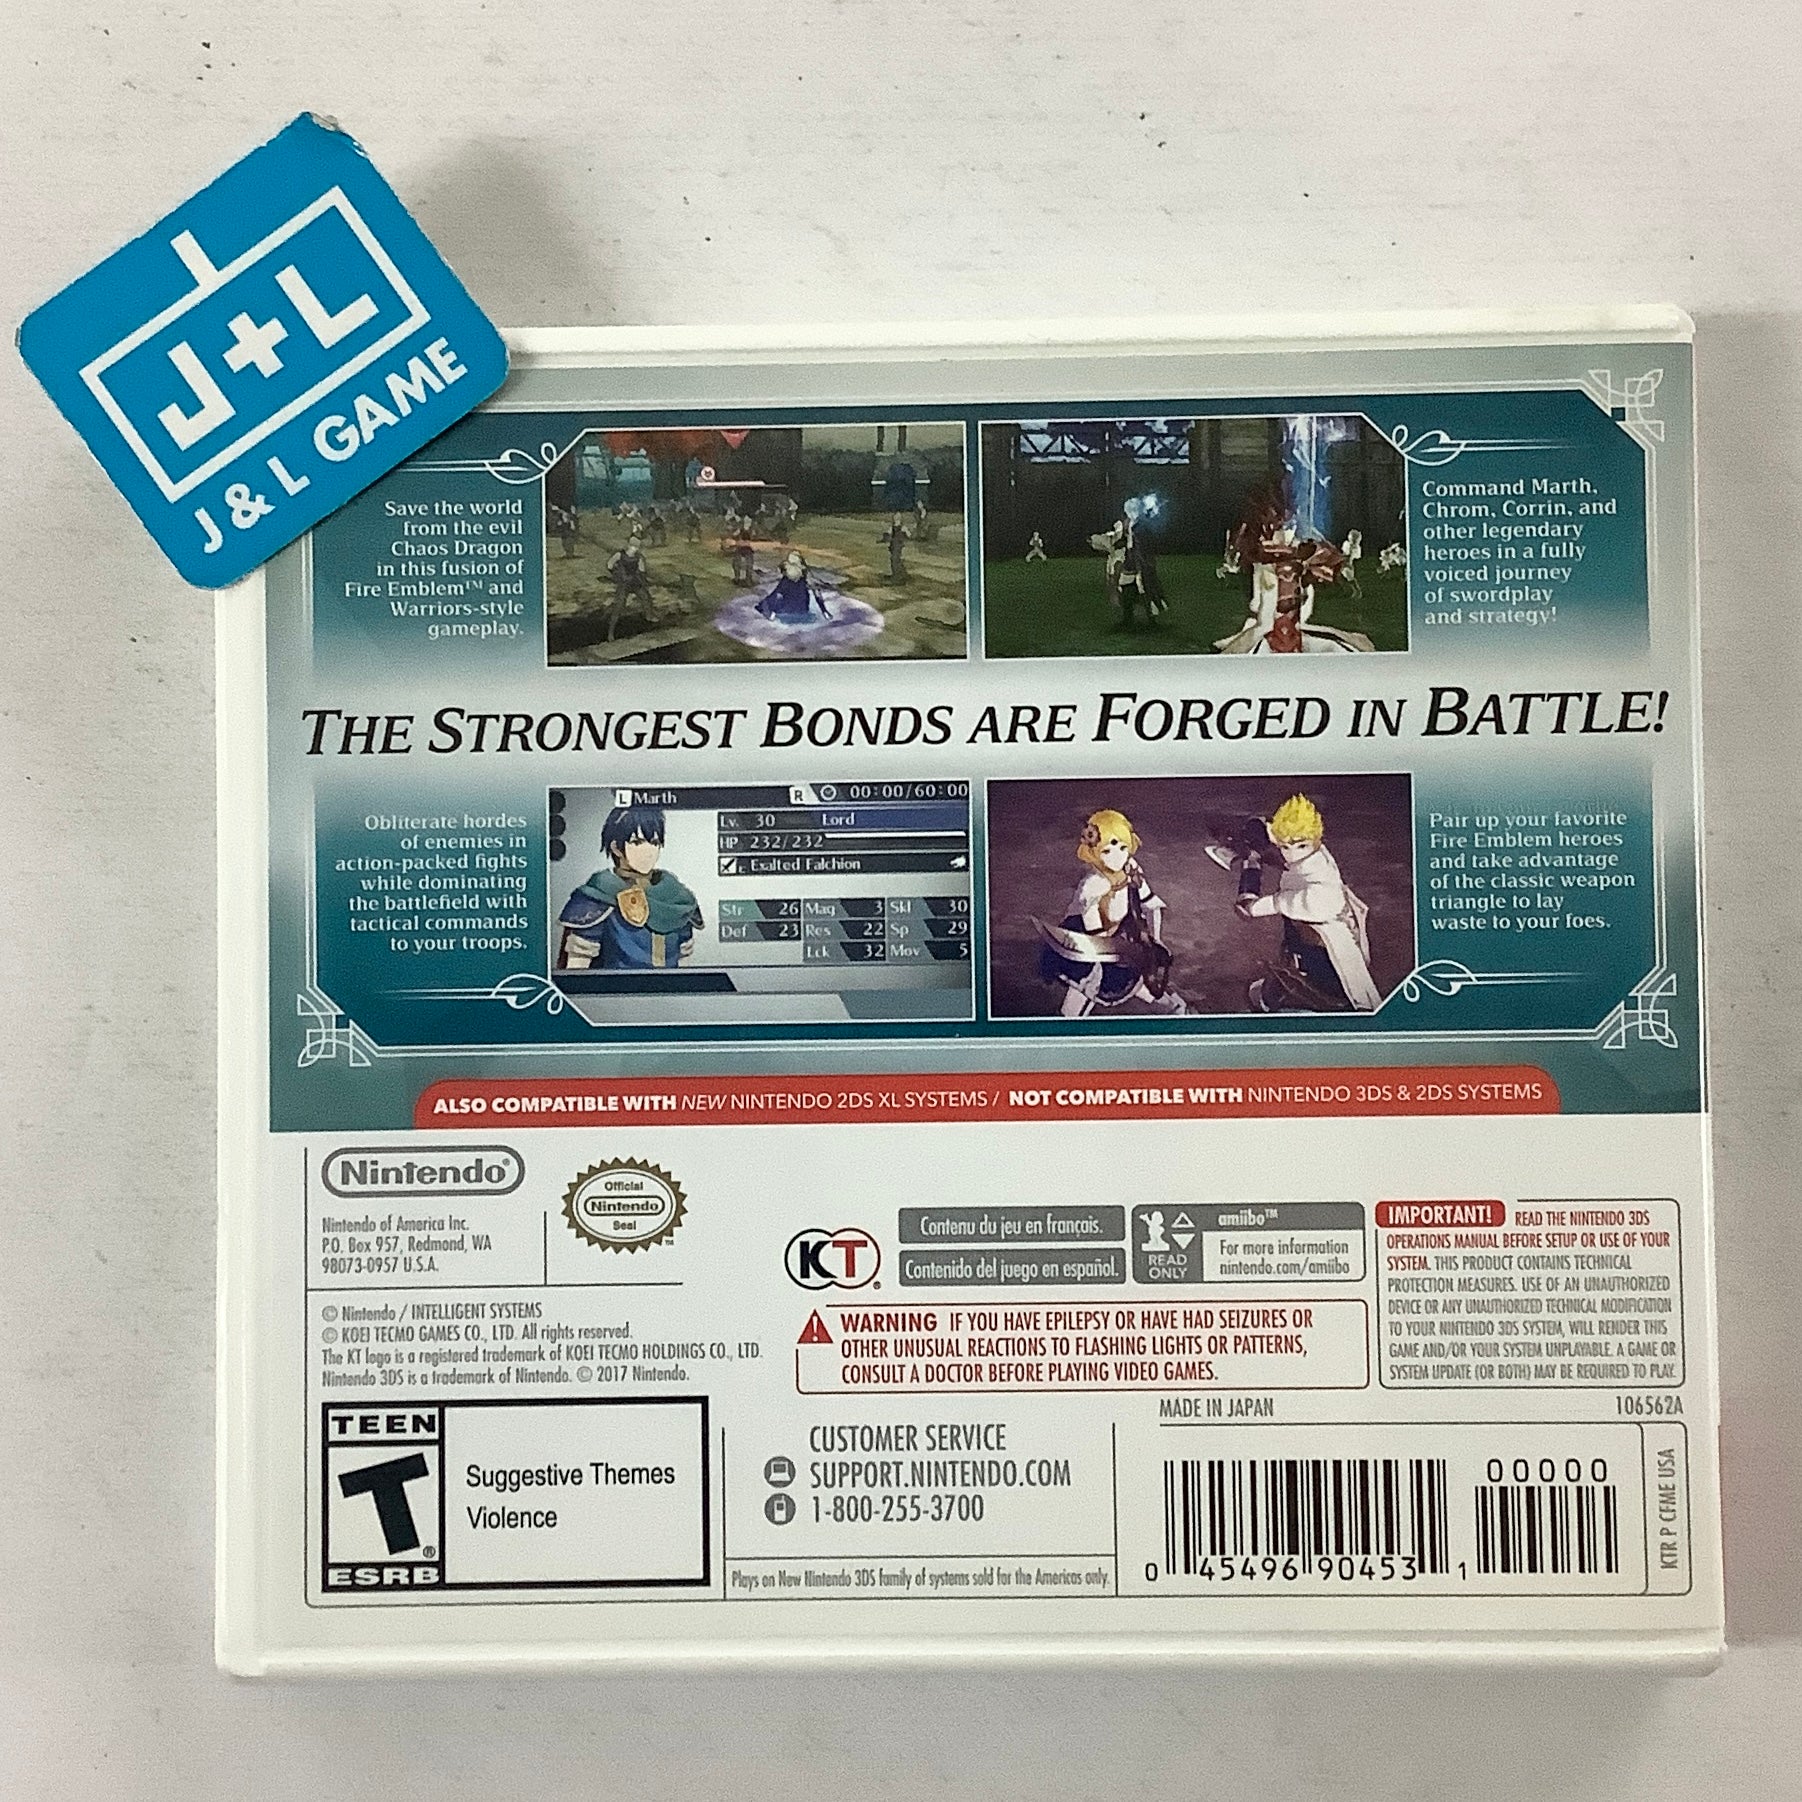 J+L
J & L GAME
Save the world
from the evil
Chaos Dragon
in this fusion of
Fire Emblem™ and
Warriors-style
gameplay.
Command Marth,
Chrom, Corrin, and
other legendary
heroes in a fully
voiced journey
of swordplay
and strategy!
THE STRONGEST BONDS ARE FORGED IN BATTLE!
Obliterate hordes
of enemies in
action-packed fights
while dominating
the battlefield with
tactical commands
to your troops.
L Marth R 00:00/60:00
Lv. 30 Lord
HP 232/232
E Exalted Falchion
Str 26 Mag 3 Skl 30
Def 23 Res 22 Sp 29
Lck 32 Mov 5
Pair up your favorite
Fire Emblem heroes
and take advantage
of the classic weapon
triangle to lay
waste to your foes.
ALSO COMPATIBLE WITH NEW NINTENDO 2DS XL SYSTEMS / NOT COMPATIBLE WITH NINTENDO 3DS & 2DS SYSTEMS
Nintendo®
Nintendo of America Inc.
P.O. Box 957, Redmond, WA
98073-0957 U.S.A.
Official
Nintendo
Seal
™
KT®
Contenu du jeu en français.
Contenido del juego en español.
READ
ONLY
amiibo™
For more information
nintendo.com/amiibo
IMPORTANT! READ THE NINTENDO 3DS
OPERATIONS MANUAL BEFORE SETUP OR USE OF YOUR
SYSTEM. THIS PRODUCT CONTAINS TECHNICAL
PROTECTION MEASURES. USE OF AN UNAUTHORIZED
DEVICE OR ANY UNAUTHORIZED TECHNICAL MODIFICATION
TO YOUR NINTENDO 3DS SYSTEM, WILL RENDER THIS
GAME AND/OR YOUR SYSTEM UNPLAYABLE. A GAME OR
SYSTEM UPDATE (OR BOTH) MAY BE REQUIRED TO PLAY.
© Nintendo / INTELLIGENT SYSTEMS
© KOEI TECMO GAMES CO., LTD. All rights reserved.
The KT logo is a registered trademark of KOEI TECMO HOLDINGS CO., LTD.
Nintendo 3DS is a trademark of Nintendo. © 2017 Nintendo.
WARNING IF YOU HAVE EPILEPSY OR HAVE HAD SEIZURES OR
OTHER UNUSUAL REACTIONS TO FLASHING LIGHTS OR PATTERNS,
CONSULT A DOCTOR BEFORE PLAYING VIDEO GAMES.
TEEN
T®
ESRB
Suggestive Themes
Violence
CUSTOMER SERVICE
SUPPORT.NINTENDO.COM
1-800-255-3700
Plays on New Nintendo 3DS family of systems sold for the Americas only.
MADE IN JAPAN
106562A
00000
0 45496 90453 1
KTR P CFME USA